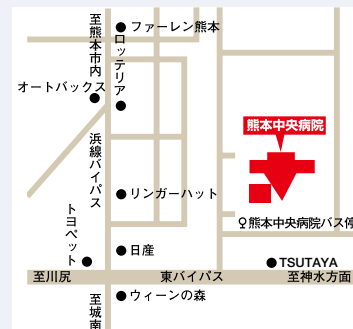 至熊本市内
ファーレン熊本
ロッテリア
オートバックス
熊本中央病院
浜線バイパス
リンガーハット
トヨペット
熊本中央病院バス停
日産
TSUTAYA
至川尻
東バイパス
至神水方面
至城南
ウィーンの森